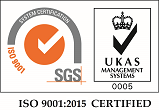 SYSTEM CERTIFICATION
ISO 9001
SGS
UKAS
MANAGEMENT
SYSTEMS
0005
ISO 9001:2015 CERTIFIED